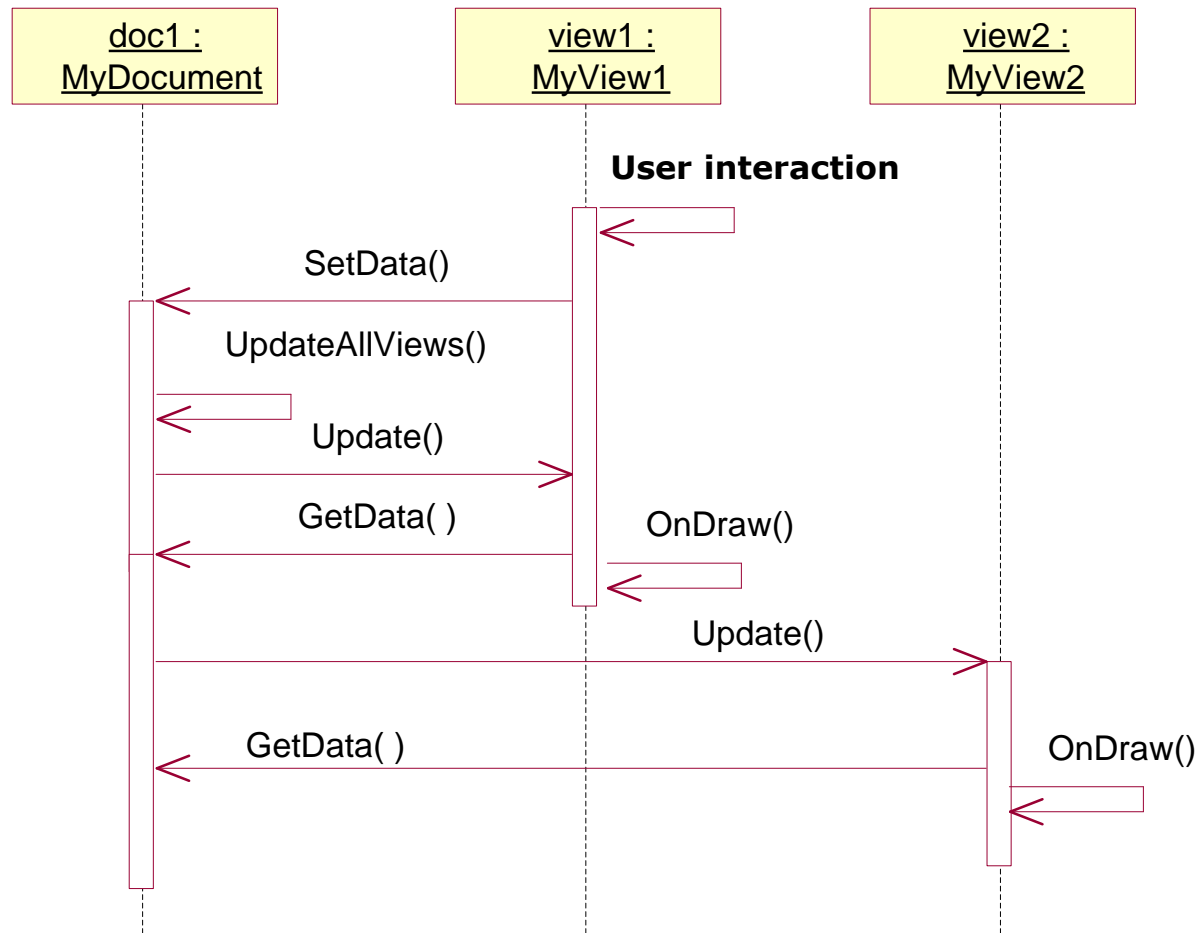 doc1 :
MyDocument
view1 :
MyView1
view2 :
MyView2
User interaction
SetData()
UpdateAllViews()
Update()
GetData( )
OnDraw()
Update()
GetData( )
OnDraw()